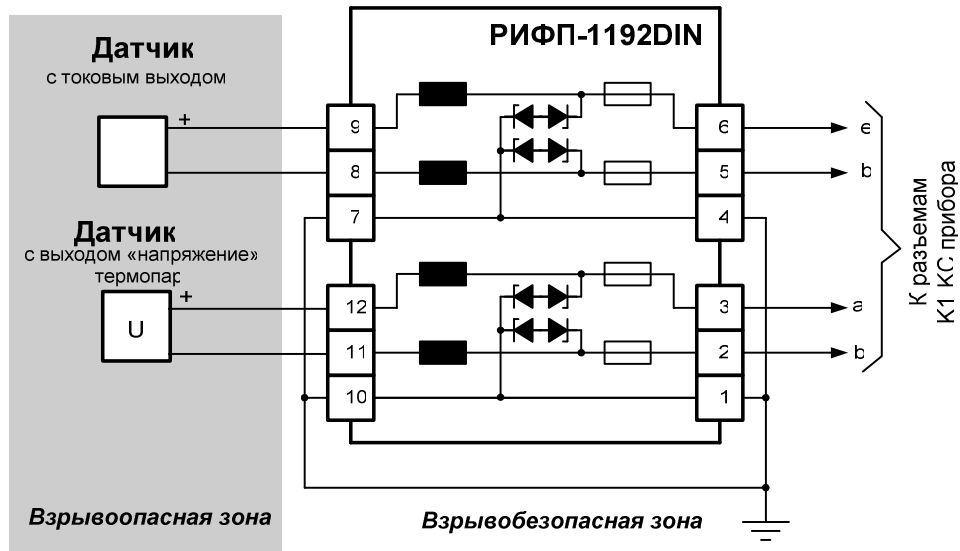 Датчик
с токовым выходом
+
РИФП-1192DIN
9
8
7
6
5
4
e
b
Датчик
с выходом «напряжение»
термопар
+
U
12
11
10
3
2
1
a
b
К разъемам
К1 КС прибора
Взрывоопасная зона
Взрывобезопасная зона